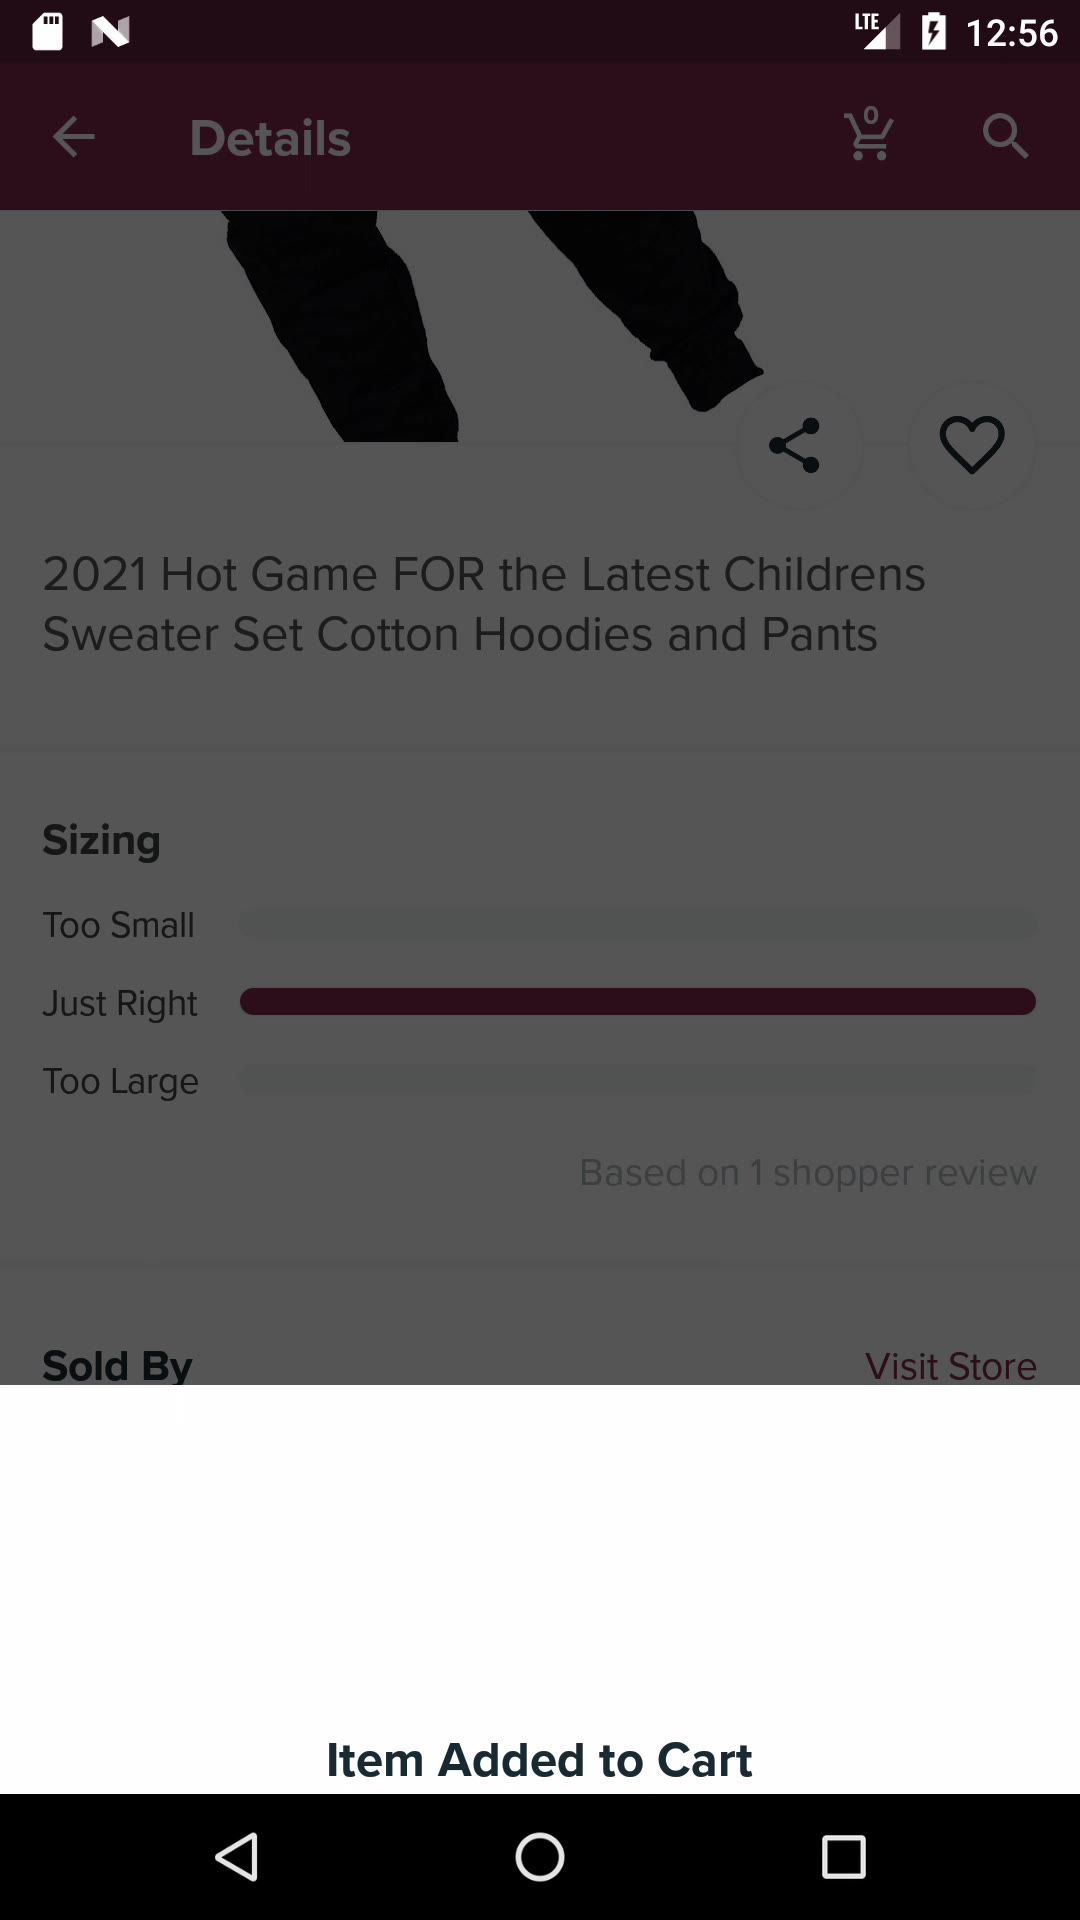 LTE 12:56
Details 0
2021 Hot Game FOR the Latest Childrens
Sweater Set Cotton Hoodies and Pants
Sizing
Too Small
Just Right
Too Large
Based on 1 shopper review
Sold By Visit Store
Item Added to Cart